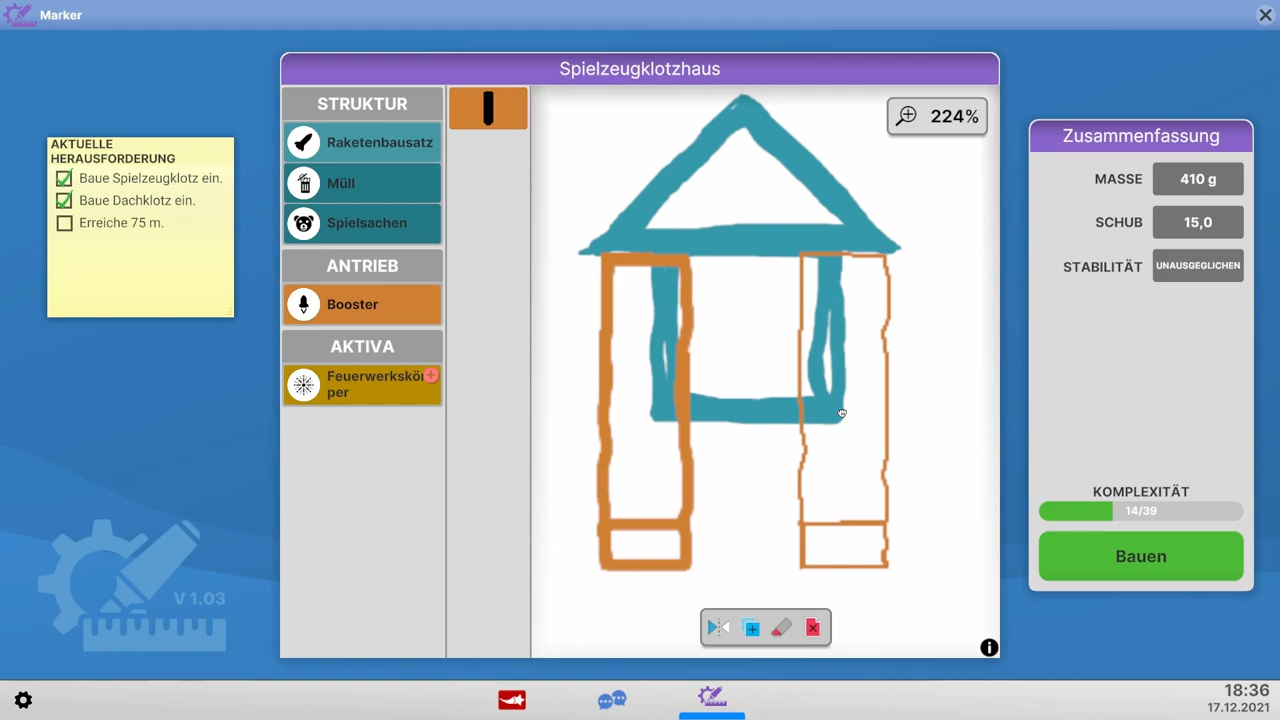 Marker
Spielzeugklotzhaus
STRUKTUR
Raketenbausatz
Müll
Spielsachen
ANTRIEB
Booster
AKTIVA
Feuerwerkskör
per
224%
AKTUELLE
HERAUSFORDERUNG
Baue Spielzeugklotz ein.
Baue Dachklotz ein.
Erreiche 75 m.
Zusammenfassung
MASSE 410 g
SCHUB 15,0
STABILITÄT UNAUSGEGLICHEN
KOMPLEXITÄT
14/39
Bauen
V 1.03
18:36
17.12.2021